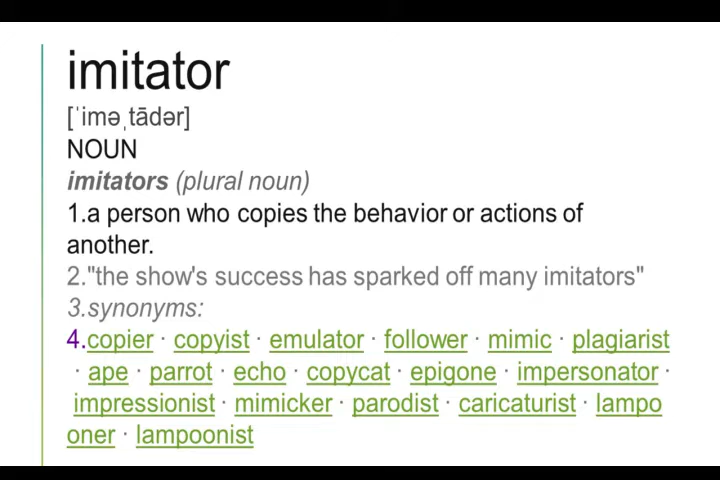 imitator
[ˈiməˌtādər]
NOUN
imitators (plural noun)
1.a person who copies the behavior or actions of
another.
2."the show's success has sparked off many imitators"
3.synonyms:
4.copier · copyist · emulator · follower · mimic · plagiarist
· ape · parrot · echo · copycat · epigone · impersonator ·
impressionist · mimicker · parodist · caricaturist · lampo
oner · lampoonist